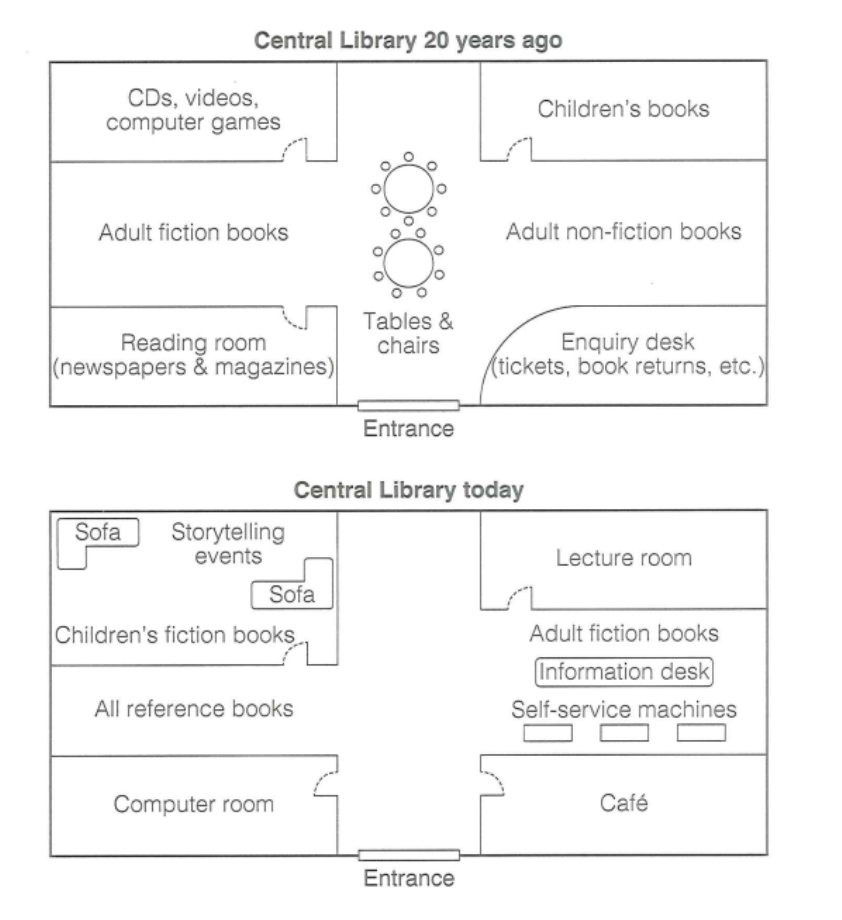 Central Library 20 years ago
CDs, videos,
computer games
Children's books
Adult fiction books
Adult non-fiction books
Tables &
chairs
Reading room
(newspapers & magazines)
Enquiry desk
(tickets, book returns, etc.)
Entrance
Central Library today
Sofa
Storytelling
events
Sofa
Children's fiction books
Lecture room
Adult fiction books
Information desk
All reference books
Self-service machines
Computer room
Café
Entrance